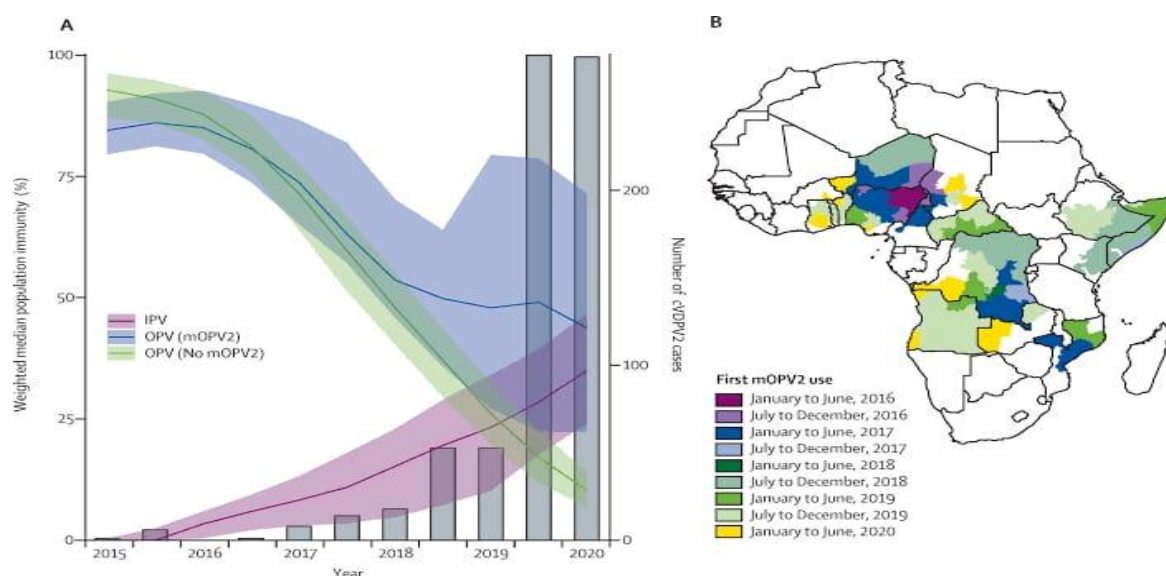 A
B
100
75
50
25
0
Weighted median population immunity (%)
IPV
OPV (mOPV2)
OPV (No mOPV2)
200
100
0
Number of cVDPV2 cases
2015
2016
2017
2018
2019
2020
Year
First mOPV2 use
January to June, 2016
July to December, 2016
January to June, 2017
July to December, 2017
January to June, 2018
July to December, 2018
January to June, 2019
July to December, 2019
January to June, 2020